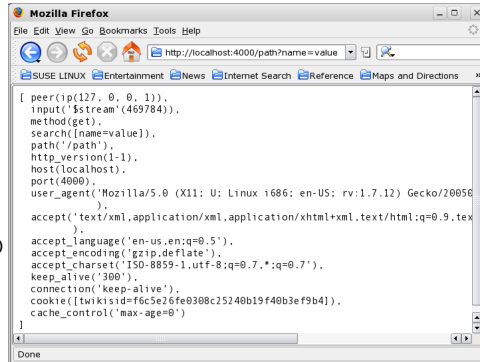 Mozilla Firefox
File Edit View Go Bookmarks Tools Help
http://localhost:4000/path?name=value
SUSE LINUX Entertainment News Internet Search Reference Maps and Directions »
[ peer(ip(127, 0, 0, 1)),
input('$stream'(469784)),
method(get),
search([name=value]),
path('/path'),
http_version(1-1),
host(localhost),
port(4000),
user_agent('Mozilla/5.0 (X11; U; Linux i686; en-US; rv:1.7.12) Gecko/20050
),
accept('text/xml,application/xml,application/xhtml+xml,text/html;q=0.9,tex
),
accept_language('en-us,en;q=0.5'),
accept_encoding('gzip,deflate'),
accept_charset('ISO-8859-1,utf-8;q=0.7,*;q=0.7'),
keep_alive('300'),
connection('keep-alive'),
cookie([twikisid=f6c5e26fe0308c25240b19f40b3ef9b4]),
cache_control('max-age=0')
]
Done